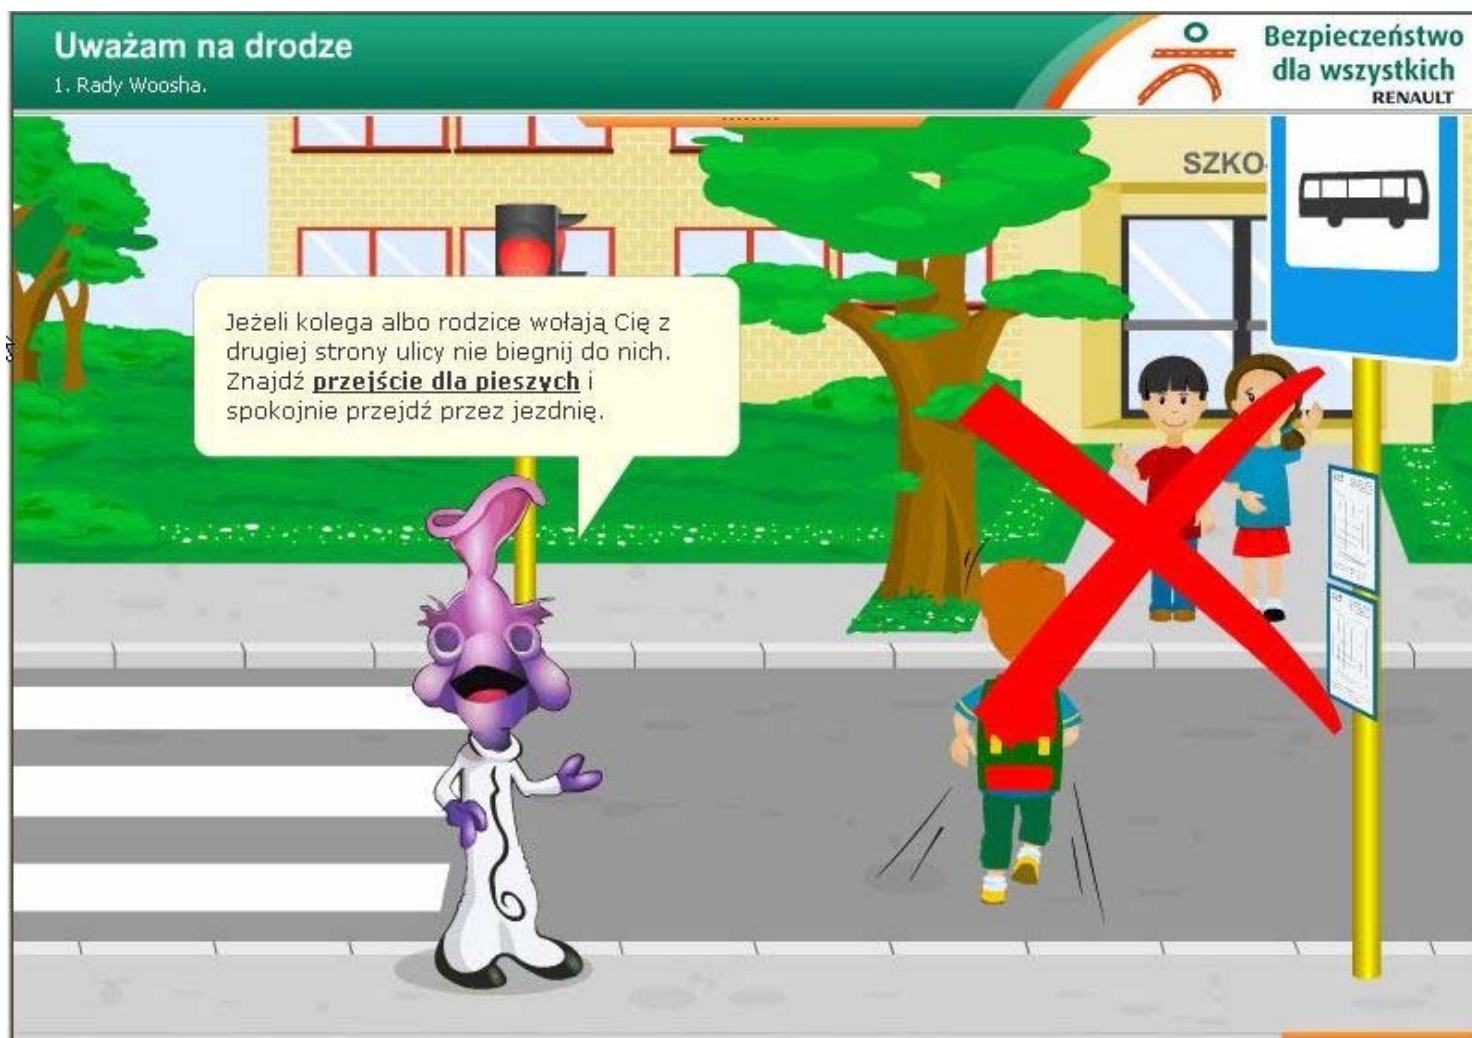 Uważam na drodze
1. Rady Woosha.
Bezpieczeństwo
dla wszystkich
RENAULT
SZKO
Jeżeli kolega albo rodzice wołają Cię z
drugiej strony ulicy nie biegnij do nich.
Znajdź przejście dla pieszych i
spokojnie przejdź przez jezdnię.